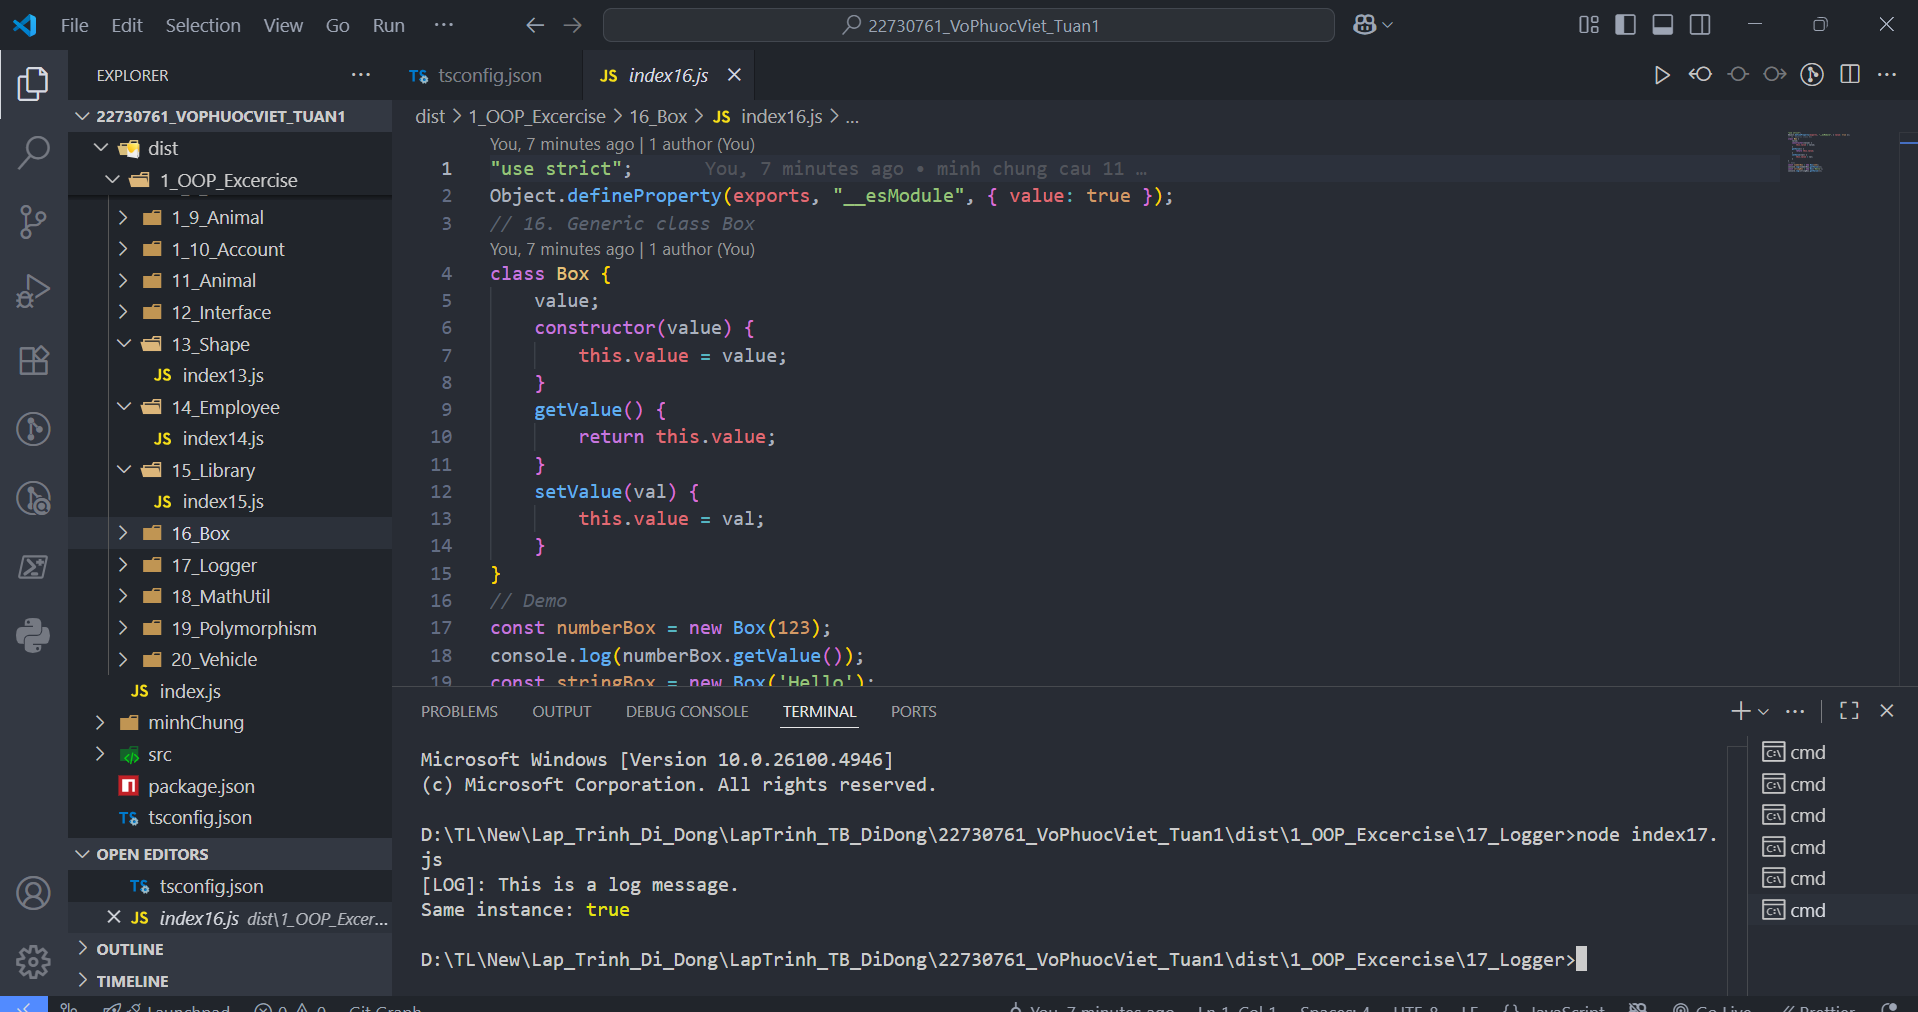 File Edit Selection View Go Run ···
22730761_VoPhuocViet_Tuan1
EXPLORER ···
22730761_VOPHUOCVIET_TUAN1
dist
1_OOP_Excercise
1_9_Animal
1_10_Account
11_Animal
12_Interface
13_Shape
JS index13.js
14_Employee
JS index14.js
15_Library
JS index15.js
16_Box
17_Logger
18_MathUtil
19_Polymorphism
20_Vehicle
JS index.js
minhChung
src
package.json
TS tsconfig.json
OPEN EDITORS
TS tsconfig.json
JS index16.js dist\1_OOP_Excer...
OUTLINE
TIMELINE
TS tsconfig.json
JS index16.js
dist > 1_OOP_Excercise > 16_Box > JS index16.js > ...
You, 7 minutes ago | 1 author (You)
1 "use strict"; You, 7 minutes ago • minh chung cau 11 …
2 Object.defineProperty(exports, "__esModule", { value: true });
3 // 16. Generic class Box
You, 7 minutes ago | 1 author (You)
4 class Box {
5 value;
6 constructor(value) {
7 this.value = value;
8 }
9 getValue() {
10 return this.value;
11 }
12 setValue(val) {
13 this.value = val;
14 }
15 }
16 // Demo
17 const numberBox = new Box(123);
18 console.log(numberBox.getValue());
19 const stringBox = new Box('Hello');
PROBLEMS OUTPUT DEBUG CONSOLE TERMINAL PORTS
Microsoft Windows [Version 10.0.26100.4946]
(c) Microsoft Corporation. All rights reserved.
D:\TL\New\Lap_Trinh_Di_Dong\LapTrinh_TB_DiDong\22730761_VoPhuocViet_Tuan1\dist\1_OOP_Excercise\17_Logger>node index17.
js
[LOG]: This is a log message.
Same instance: true
D:\TL\New\Lap_Trinh_Di_Dong\LapTrinh_TB_DiDong\22730761_VoPhuocViet_Tuan1\dist\1_OOP_Excercise\17_Logger>
cmd
cmd
cmd
cmd
cmd
cmd
Launchpad 0 0 Git Graph You, 7 minutes ago Ln 1, Col 1 Spaces: 4 UTF-8 LF {} JavaScript Go Live Prettier